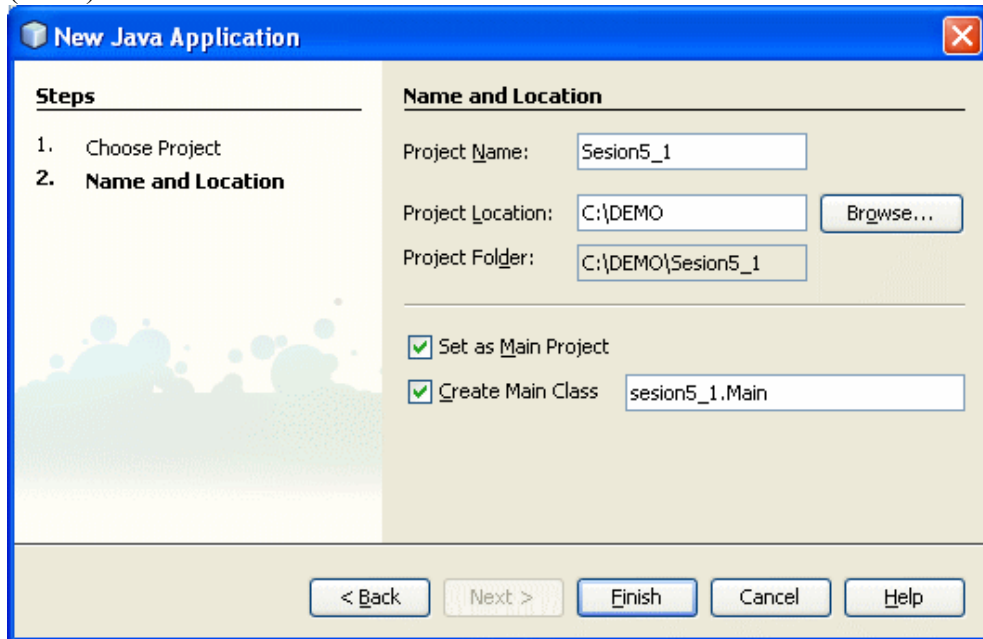 New Java Application
Steps
1. Choose Project
2. Name and Location
Name and Location
Project Name: Sesion5_1
Project Location: C:\DEMO Browse...
Project Folder: C:\DEMO\Sesion5_1
Set as Main Project
Create Main Class sesion5_1.Main
< Back Next > Finish Cancel Help